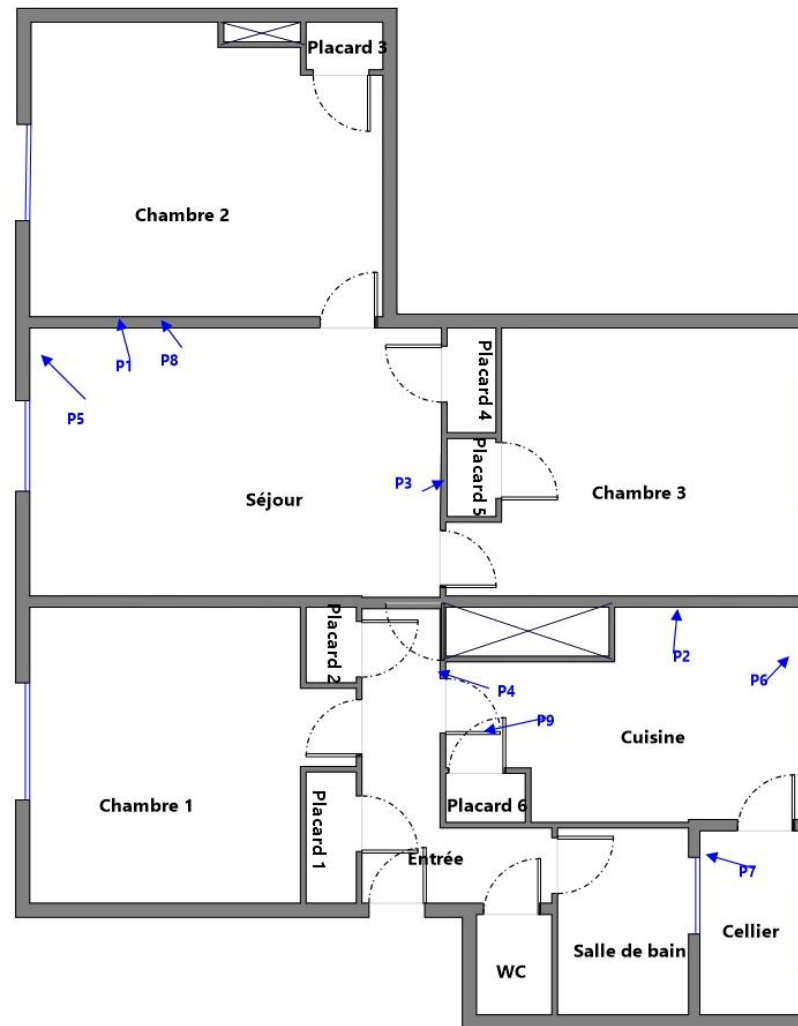 Placard 3
Chambre 2
P1
P8
P5
Placard 4
Placard 5
P3
Chambre 3
Séjour
Placard 2
P2
P6
P4
P9
Cuisine
Chambre 1
Placard 1
Placard 6
Entrée
P7
Salle de bain
Cellier
WC